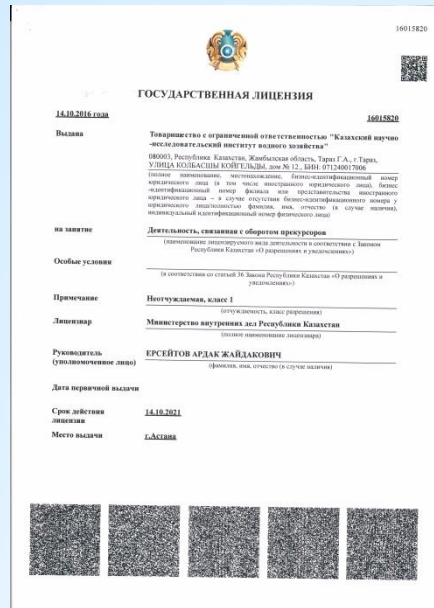 16015820
ГОСУДАРСТВЕННАЯ ЛИЦЕНЗИЯ
14.10.2016 года
16015820
Выдана
Товарищество с ограниченной ответственностью "Казахский научно
-исследовательский институт водного хозяйства"
080003, Республика Казахстан, Жамбылская область, Тараз Г.А., г.Тараз,
УЛИЦА КОЛБАСШЫ КОЙГЕЛЬДЫ, дом № 12., БИН: 071240017006
(полное наименование, местонахождение, бизнес-идентификационный номер
юридического лица (в том числе иностранного юридического лица), бизнес
-идентификационный номер филиала или представительства иностранного
юридического лица – в случае отсутствия бизнес-идентификационного номера у
юридического лица/полностью фамилия, имя, отчество (в случае наличия),
индивидуальный идентификационный номер физического лица)
на занятие
Деятельность, связанная с оборотом прекурсоров
(наименование лицензируемого вида деятельности в соответствии с Законом
Республики Казахстан «О разрешениях и уведомлениях»)
Особые условия
(в соответствии со статьей 36 Закона Республики Казахстан «О разрешениях и
уведомлениях»)
Примечание
Неотчуждаемая, класс 1
(отчуждаемость, класс разрешения)
Лицензиар
Министерство внутренних дел Республики Казахстан
(полное наименование лицензиара)
Руководитель
(уполномоченное лицо)
ЕРСЕЙТОВ АРДАК ЖАЙДАКОВИЧ
(фамилия, имя, отчество (в случае наличия)
Дата первичной выдачи
Срок действия
лицензии
14.10.2021
Место выдачи
г.Астана